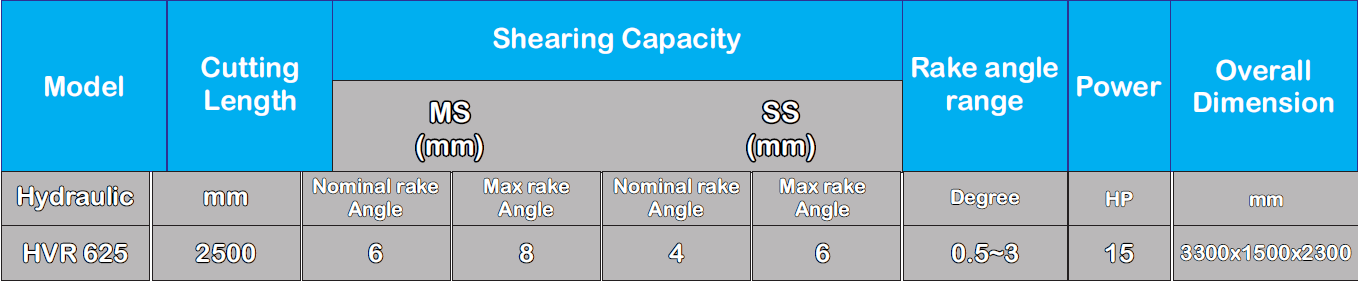 Model
Cutting
Length
Shearing Capacity
MS
(mm)
SS
(mm)
Rake angle
range
Power
Overall
Dimension
Hydraulic
mm
Nominal rake
Angle
Max rake
Angle
Nominal rake
Angle
Max rake
Angle
Degree
HP
mm
HVR 625
2500
6
8
4
6
0.5~3
15
3300x1500x2300